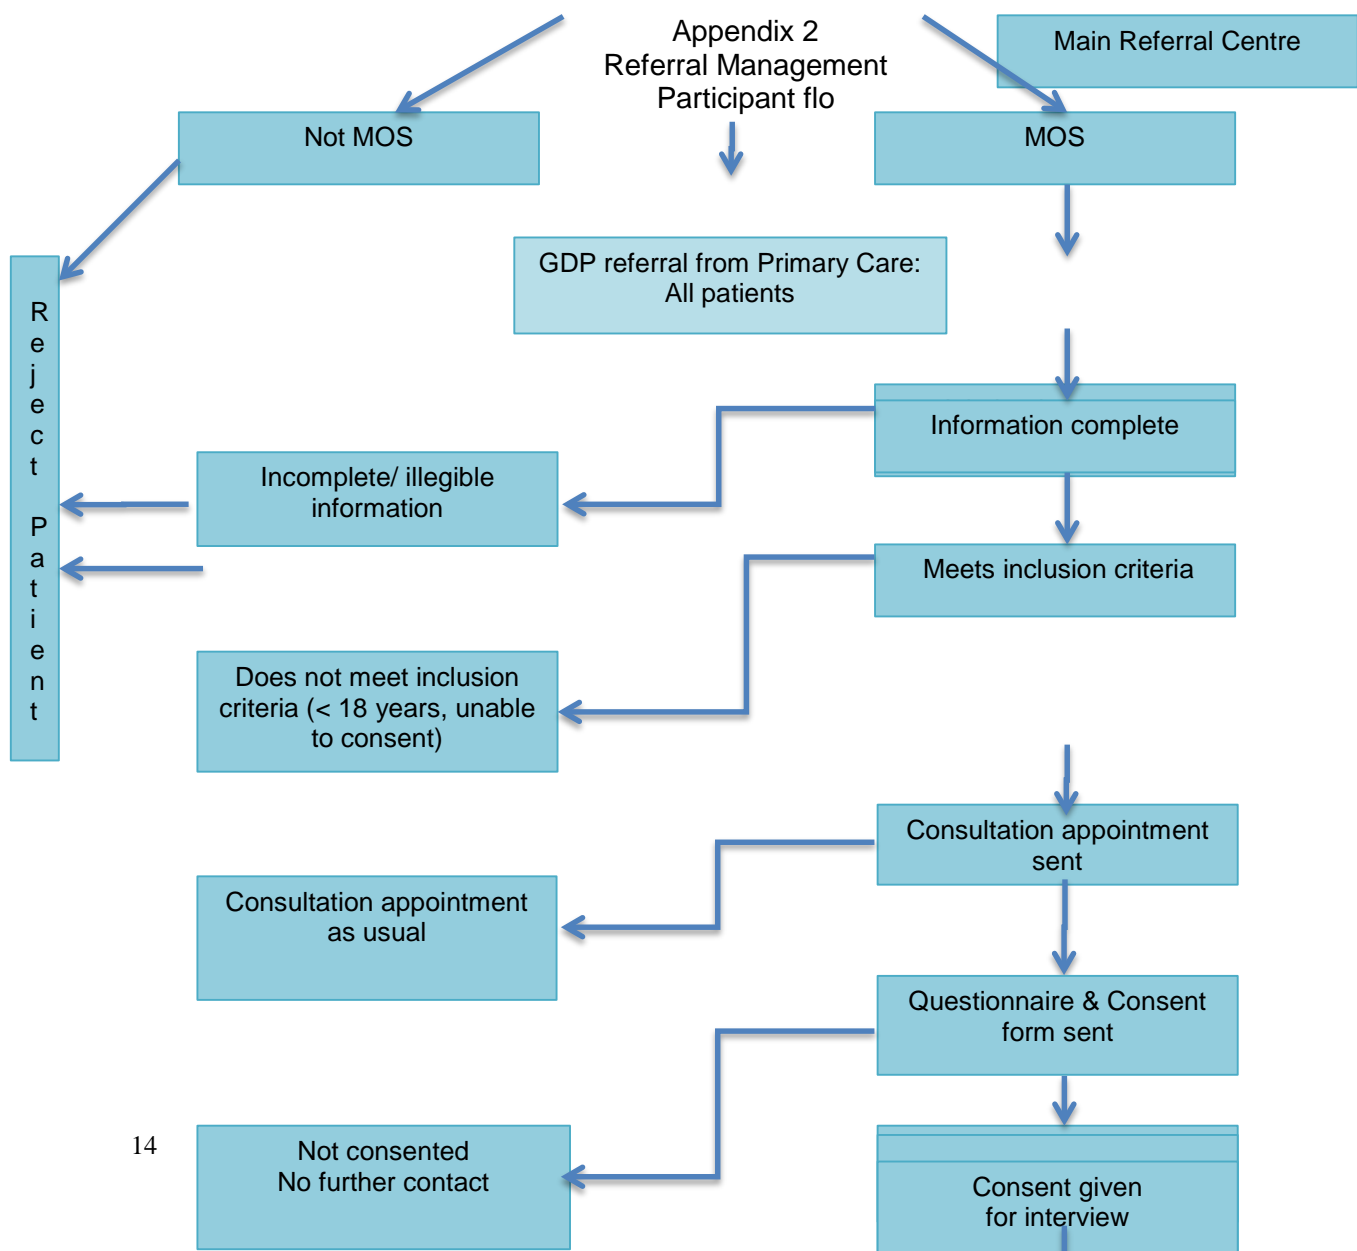 Appendix 2
Referral Management
Participant flo
Main Referral Centre
Not MOS
MOS
GDP referral from Primary Care:
All patients
Reject Patient
Information complete
Incomplete/ illegible
information
Meets inclusion criteria
Does not meet inclusion
criteria (< 18 years, unable
to consent)
Consultation appointment
sent
Consultation appointment
as usual
Questionnaire & Consent
form sent
14
Not consented
No further contact
Consent given
for interview